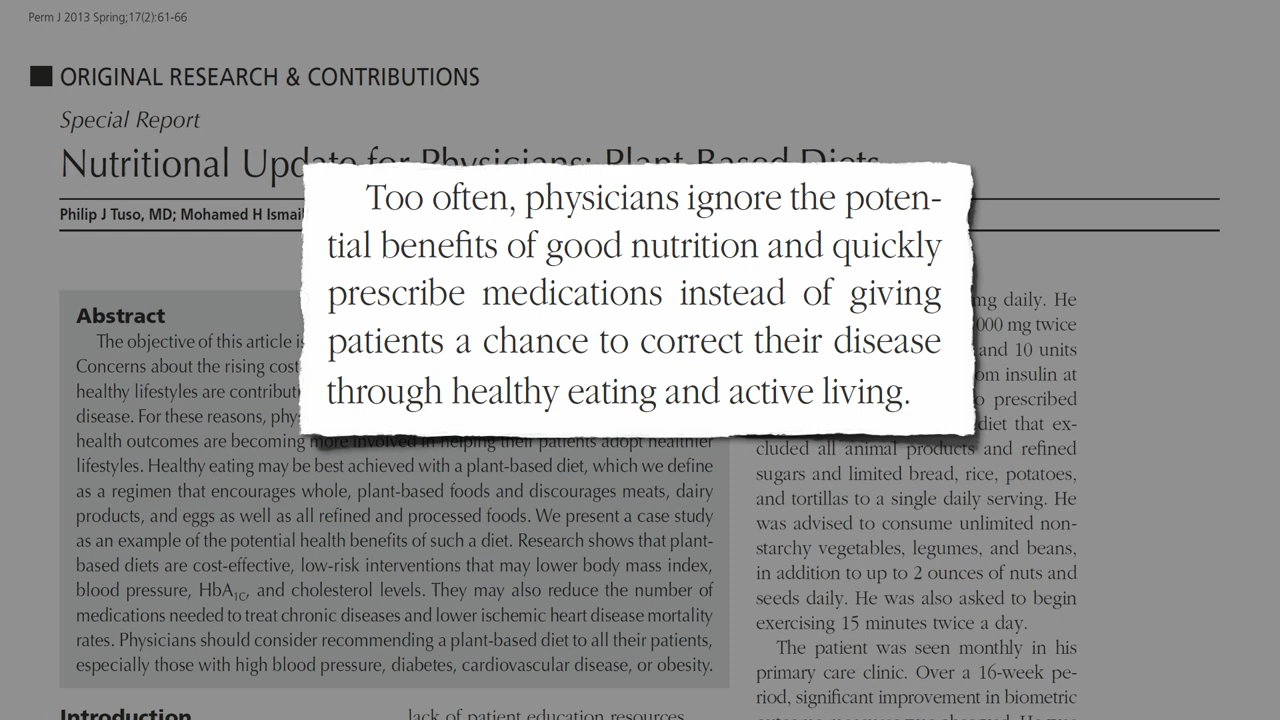 Perm J 2013 Spring;17(2):61-66
ORIGINAL RESEARCH & CONTRIBUTIONS
Special Report
Nutritional Update for Physicians: Plant-Based Diets
Philip J Tuso, MD; Mohamed H Ismail
Too often, physicians ignore the poten-
tial benefits of good nutrition and quickly
prescribe medications instead of giving
patients a chance to correct their disease
through healthy eating and active living.
Abstract
The objective of this article is
Concerns about the rising cost
healthy lifestyles are contribut
disease. For these reasons, phys
health outcomes are becoming more involved in helping their patients adopt healthier
lifestyles. Healthy eating may be best achieved with a plant-based diet, which we define
as a regimen that encourages whole, plant-based foods and discourages meats, dairy
products, and eggs as well as all refined and processed foods. We present a case study
as an example of the potential health benefits of such a diet. Research shows that plant-
based diets are cost-effective, low-risk interventions that may lower body mass index,
blood pressure, HbA1C, and cholesterol levels. They may also reduce the number of
medications needed to treat chronic diseases and lower ischemic heart disease mortality
rates. Physicians should consider recommending a plant-based diet to all their patients,
especially those with high blood pressure, diabetes, cardiovascular disease, or obesity.
Introduction
lack of patient education resources
mg daily. He
000 mg twice
and 10 units
om insulin at
o prescribed
diet that ex-
cluded all animal products and refined
sugars and limited bread, rice, potatoes,
and tortillas to a single daily serving. He
was advised to consume unlimited non-
starchy vegetables, legumes, and beans,
in addition to up to 2 ounces of nuts and
seeds daily. He was also asked to begin
exercising 15 minutes twice a day.
The patient was seen monthly in his
primary care clinic. Over a 16-week pe-
riod, significant improvement in biometric